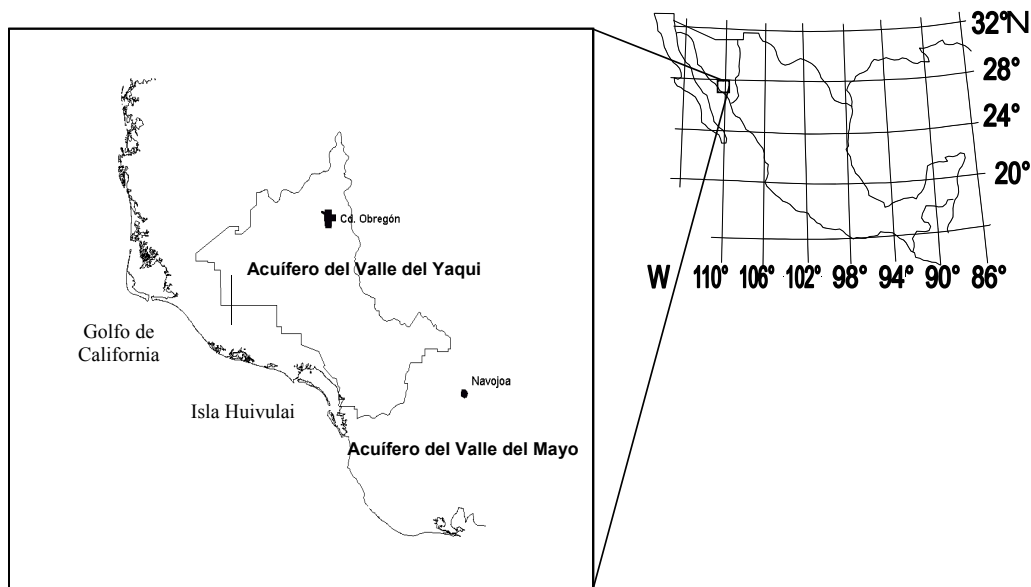 32°N
28°
24°
20°
W 110° 106° 102° 98° 94° 90° 86°
Cd. Obregón
Acuífero del Valle del Yaqui
Golfo de
California
Navojoa
Isla Huivulai
Acuífero del Valle del Mayo